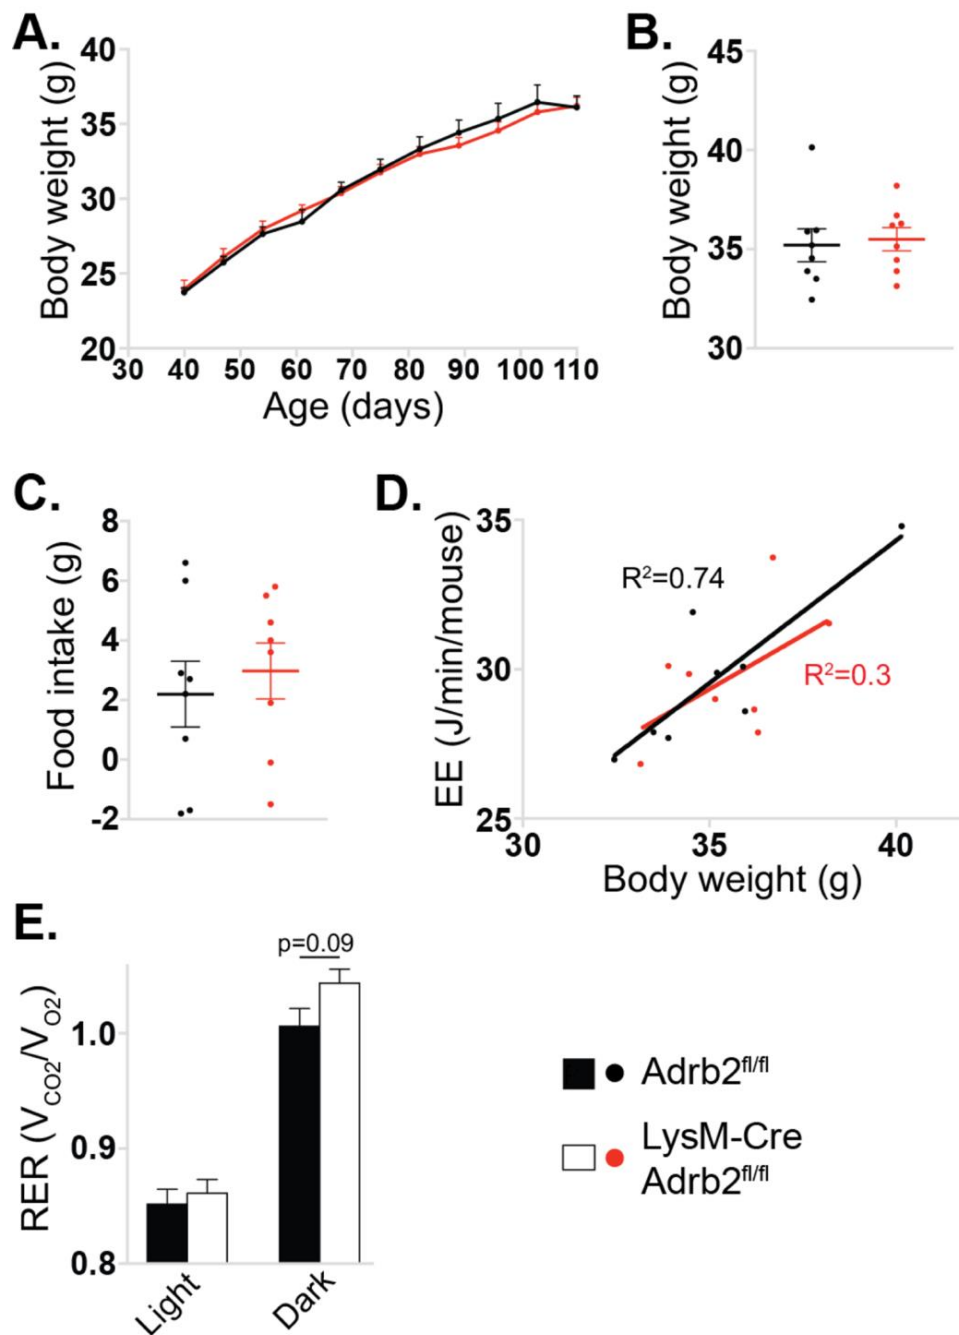 A.
Body weight (g)
40
35
30
25
20
30 40 50 60 70 80 90 100 110
Age (days)
B.
Body weight (g)
45
40
35
30
C.
Food intake (g)
8
6
4
2
0
-2
D.
EE (J/min/mouse)
35
30
25
R²=0.74
R²=0.3
30 35 40
Body weight (g)
E.
RER (VCO2/VO2)
p=0.09
1.0
0.9
0.8
Light
Dark
Adrb2fl/fl
LysM-Cre
Adrb2fl/fl